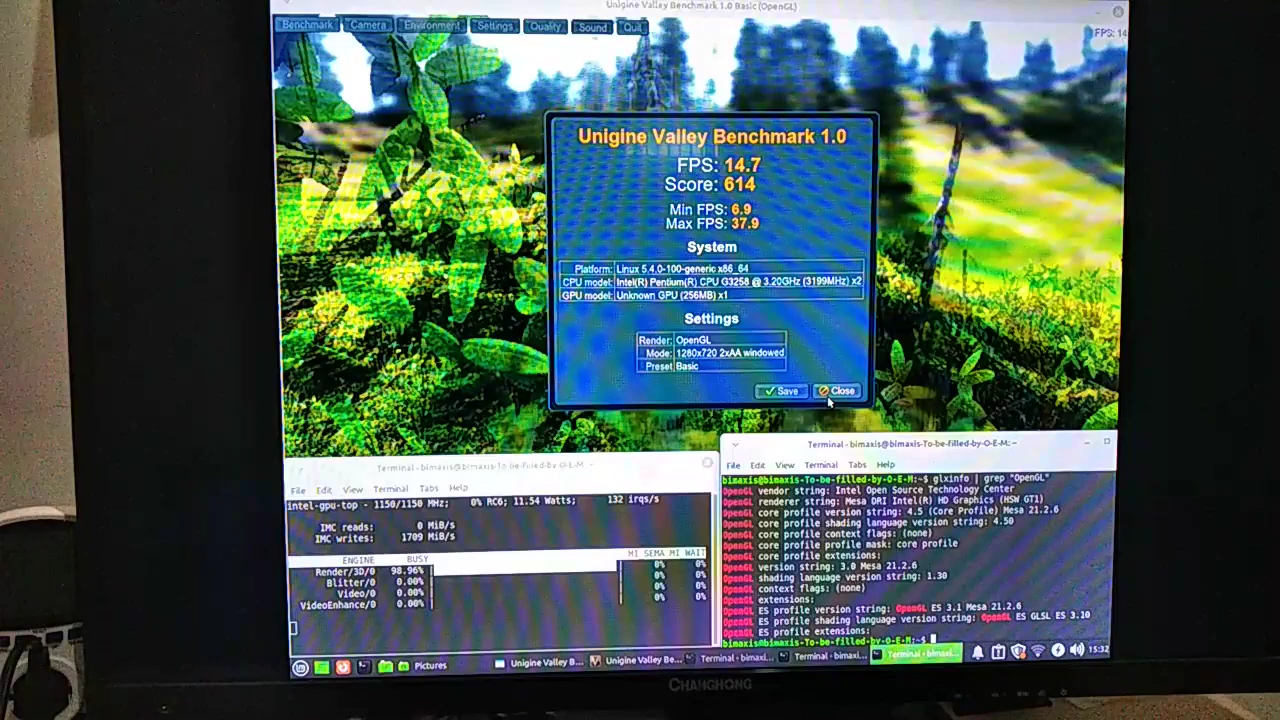 Unigine Valley Benchmark 1.0 Basic (OpenGL)
Benchmark Camera Environment Settings Quality Sound Quit
FPS: 14
Unigine Valley Benchmark 1.0
FPS: 14.7
Score: 614
Min FPS: 6.9
Max FPS: 37.9
System
Platform: Linux 5.4.0-100-generic x86_64
CPU model: Intel(R) Pentium(R) CPU G3258 @ 3.20GHz (3199MHz) x2
GPU model: Unknown GPU (256MB) x1
Settings
Render: OpenGL
Mode: 1280x720 2xAA windowed
Preset Basic
Save Close
Terminal - bimaxis@bimaxis-To-be-filled-by-O-E-M: ~
File Edit View Terminal Tabs Help
intel-gpu-top - 1150/1150 MHz; 0% RC6; 11.54 Watts; 132 irqs/s
IMC reads: 0 MiB/s
IMC writes: 1709 MiB/s
ENGINE BUSY MI SEMA MI WAIT
Render/3D/0 98.96% 0% 0%
Blitter/0 0.00% 0% 0%
Video/0 0.00% 0% 0%
VideoEnhance/0 0.00% 0% 0%
Terminal - bimaxis@bimaxis-To-be-filled-by-O-E-M: ~
File Edit View Terminal Tabs Help
bimaxis@bimaxis-To-be-filled-by-O-E-M:~$ glxinfo | grep "OpenGL"
OpenGL vendor string: Intel Open Source Technology Center
OpenGL renderer string: Mesa DRI Intel(R) HD Graphics (HSW GT1)
OpenGL core profile version string: 4.5 (Core Profile) Mesa 21.2.6
OpenGL core profile shading language version string: 4.50
OpenGL core profile context flags: (none)
OpenGL core profile profile mask: core profile
OpenGL core profile extensions:
OpenGL version string: 3.0 Mesa 21.2.6
OpenGL shading language version string: 1.30
OpenGL context flags: (none)
OpenGL extensions:
OpenGL ES profile version string: OpenGL ES 3.1 Mesa 21.2.6
OpenGL ES profile shading language version string: OpenGL ES GLSL ES 3.10
OpenGL ES profile extensions:
bimaxis@bimaxis-To-be-filled-by-O-E-M:~$
Pictures Unigine Valley B... Unigine Valley Be... Terminal - bimaxi... Terminal - bimaxi... Terminal - bimaxi... 15:32
CHANGHONG